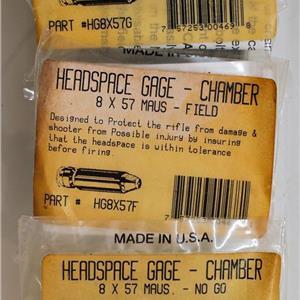 PART # HG8X57G
MADE IN
HEADSPACE GAGE - CHAMBER
8 X 57 MAUS - FIELD
Designed to Protect the rifle from damage &
shooter from Possible injury by insuring
that the headspace is within tolerance
before firing.
PART # HG8X57F
MADE IN U.S.A.
HEADSPACE GAGE - CHAMBER
8 X 57 MAUS. - NO GO